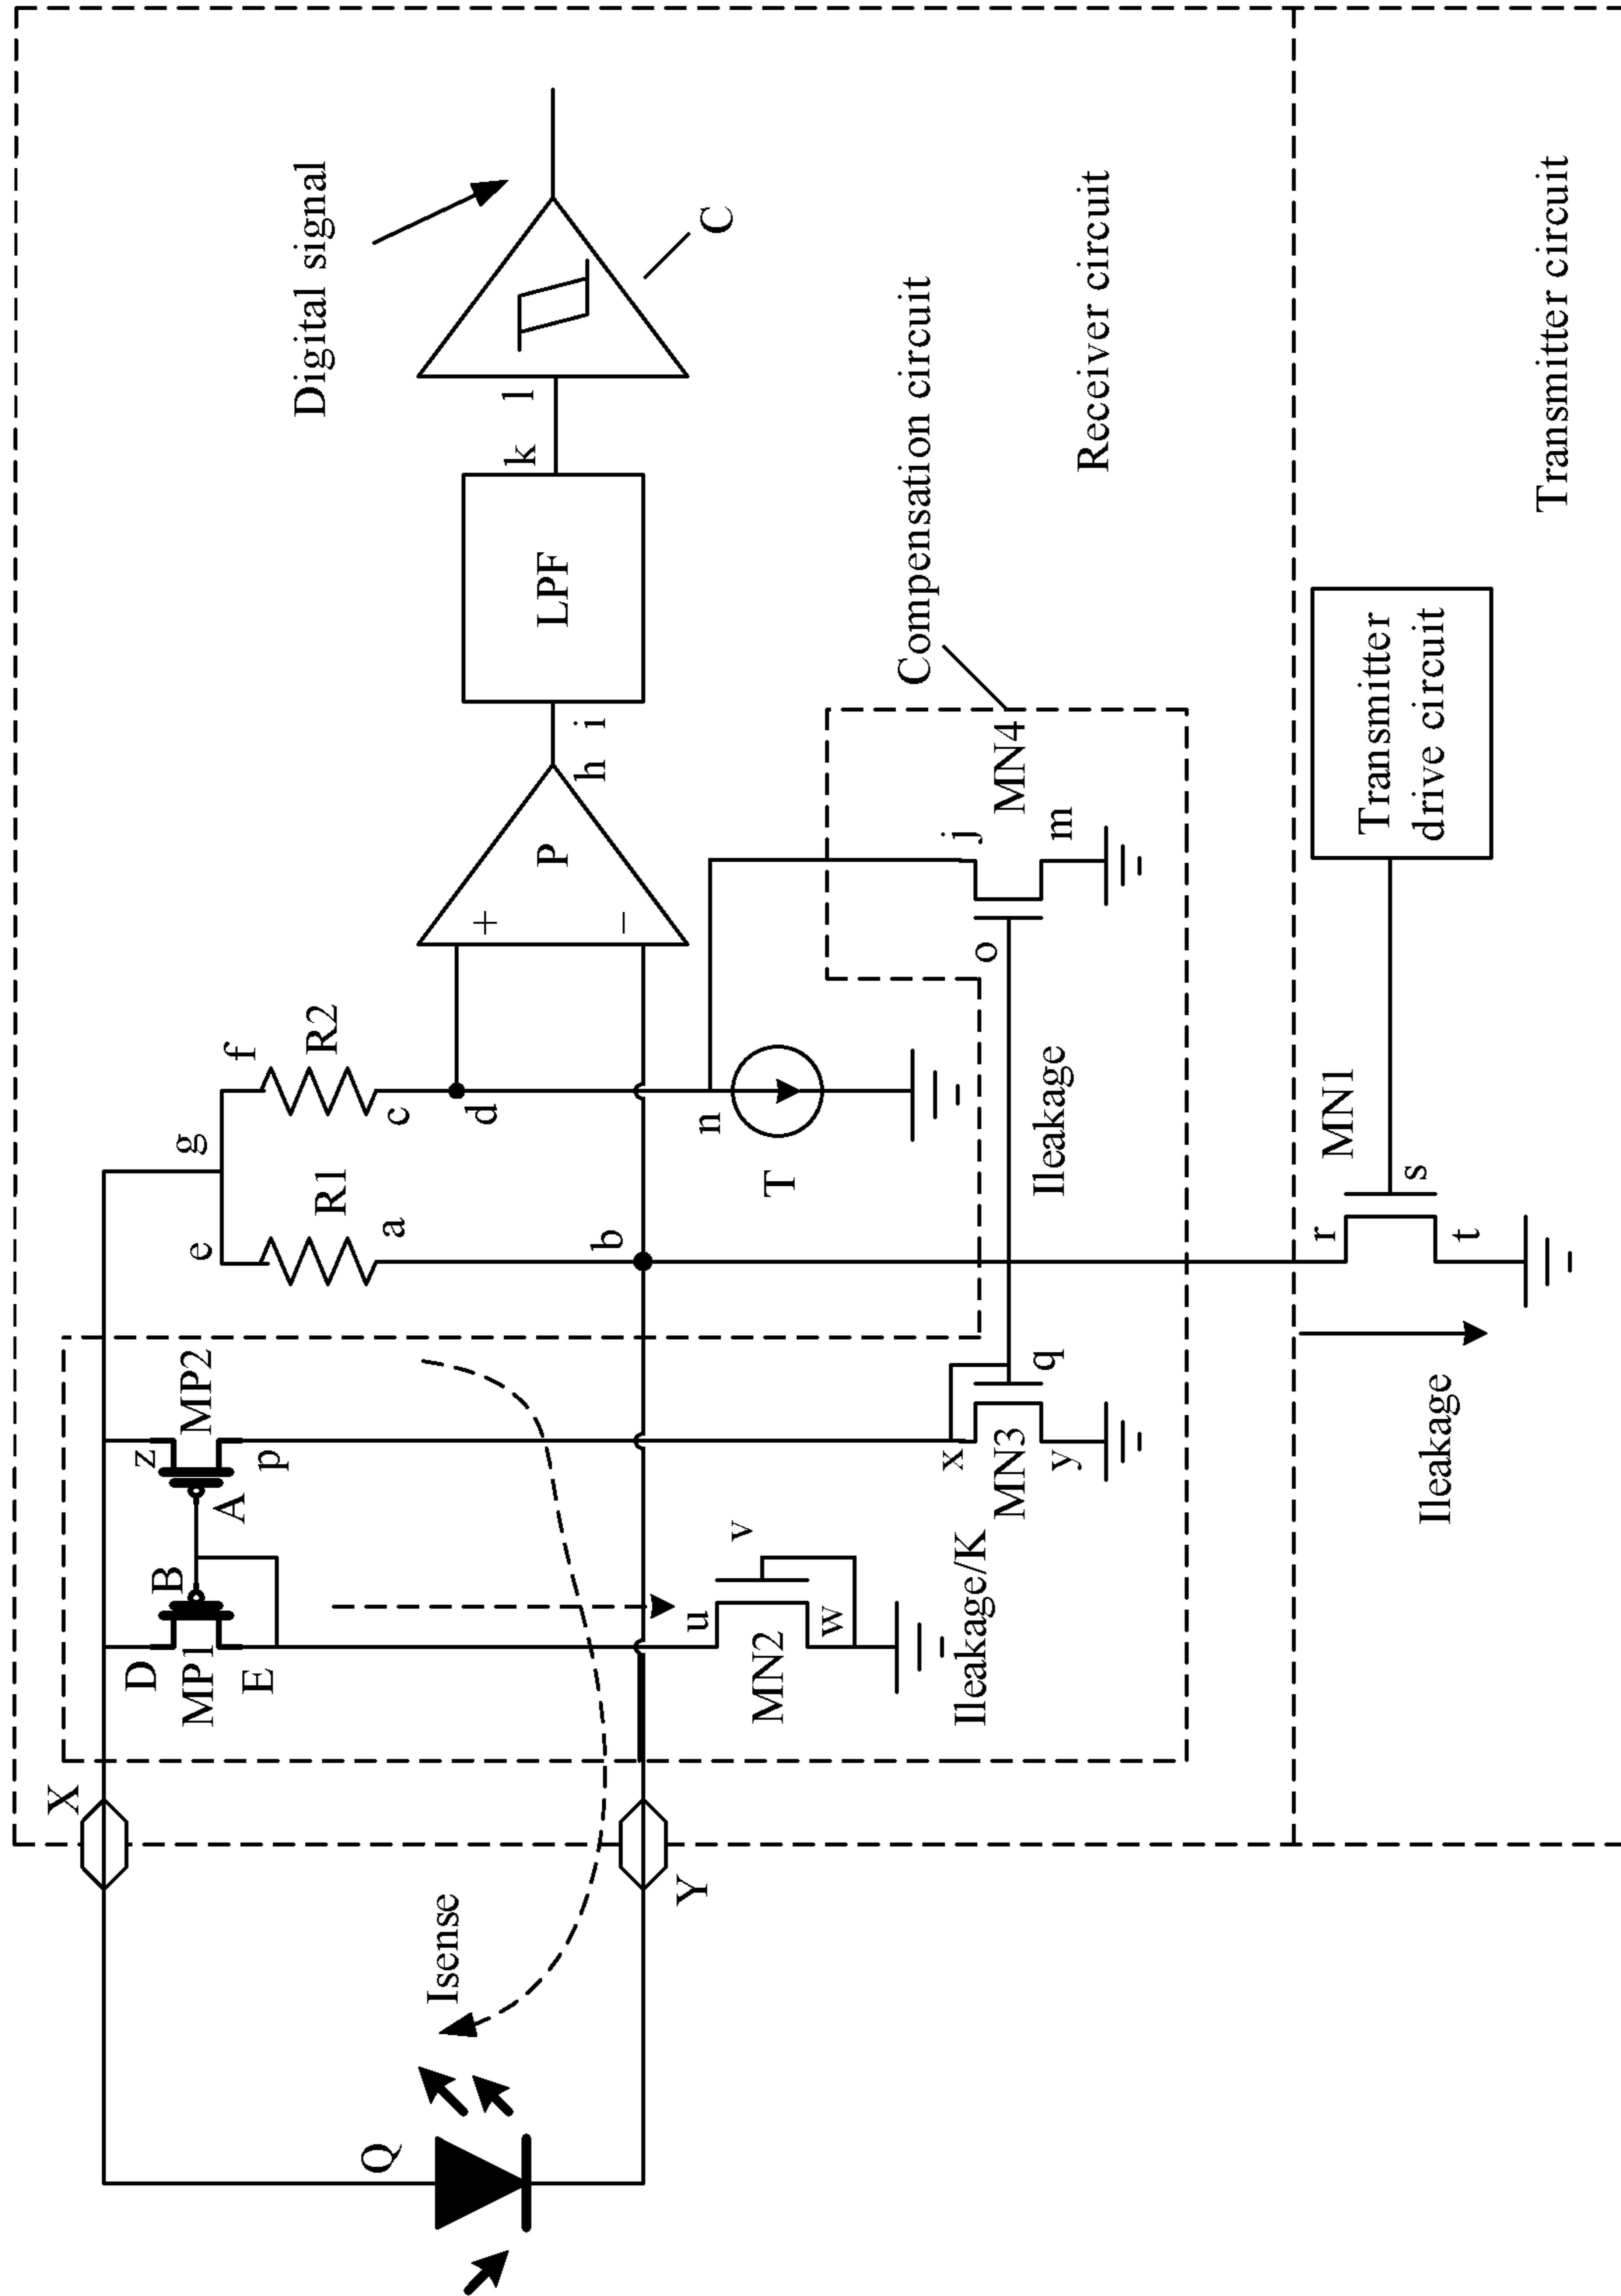 X
Y
Q
Isense
D
B
MP1
E
A
z
MP2
p
u
v
MN2
w
Ileakage/K
x
q
MN3
y
e
g
f
R1
R2
a
c
b
d
n
T
+
−
P
h
i
LPF
k
l
C
Digital signal
j
MN4
o
m
Ileakage
Compensation circuit
Receiver circuit
MN1
r
s
t
Ileakage
Transmitter
drive circuit
Transmitter circuit